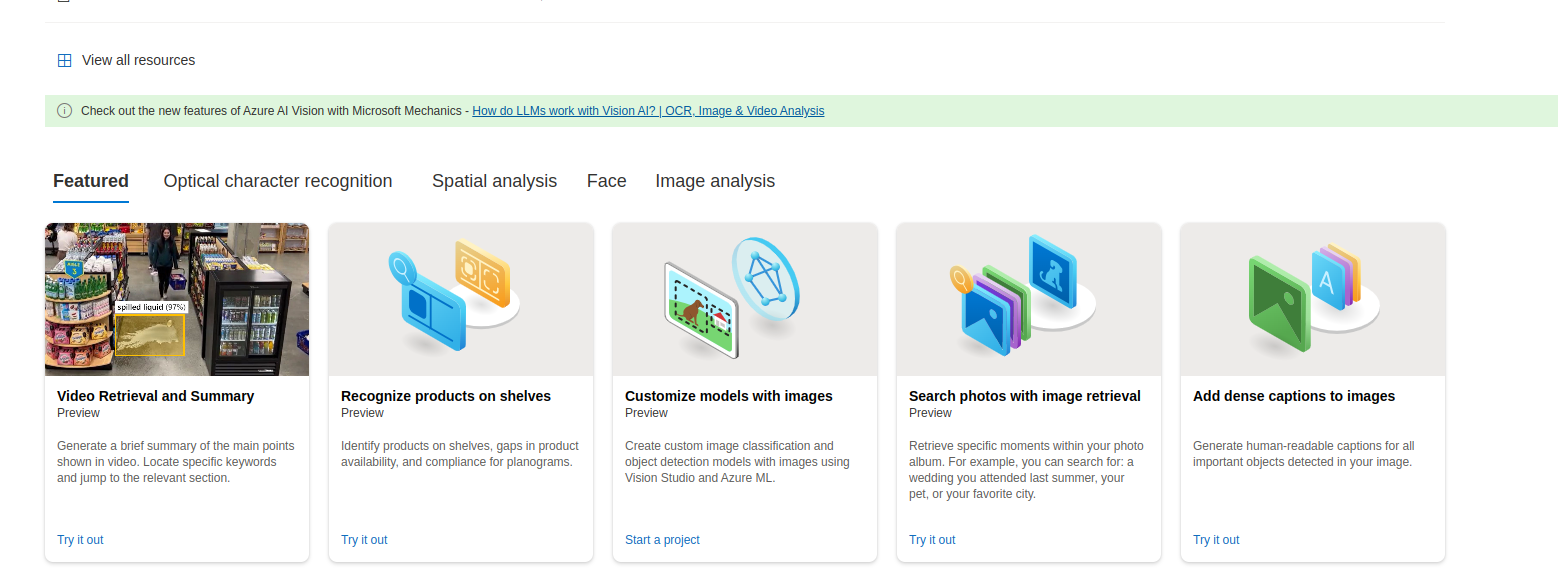 View all resources
Check out the new features of Azure AI Vision with Microsoft Mechanics - How do LLMs work with Vision AI? | OCR, Image & Video Analysis
Featured
Optical character recognition
Spatial analysis
Face
Image analysis
AISLE
3
spilled liquid (97%)
Video Retrieval and Summary
Preview
Generate a brief summary of the main points
shown in video. Locate specific keywords
and jump to the relevant section.
Try it out
Recognize products on shelves
Preview
Identify products on shelves, gaps in product
availability, and compliance for planograms.
Try it out
Customize models with images
Preview
Create custom image classification and
object detection models with images using
Vision Studio and Azure ML.
Start a project
Search photos with image retrieval
Preview
Retrieve specific moments within your photo
album. For example, you can search for: a
wedding you attended last summer, your
pet, or your favorite city.
Try it out
A
Add dense captions to images
Generate human-readable captions for all
important objects detected in your image.
Try it out